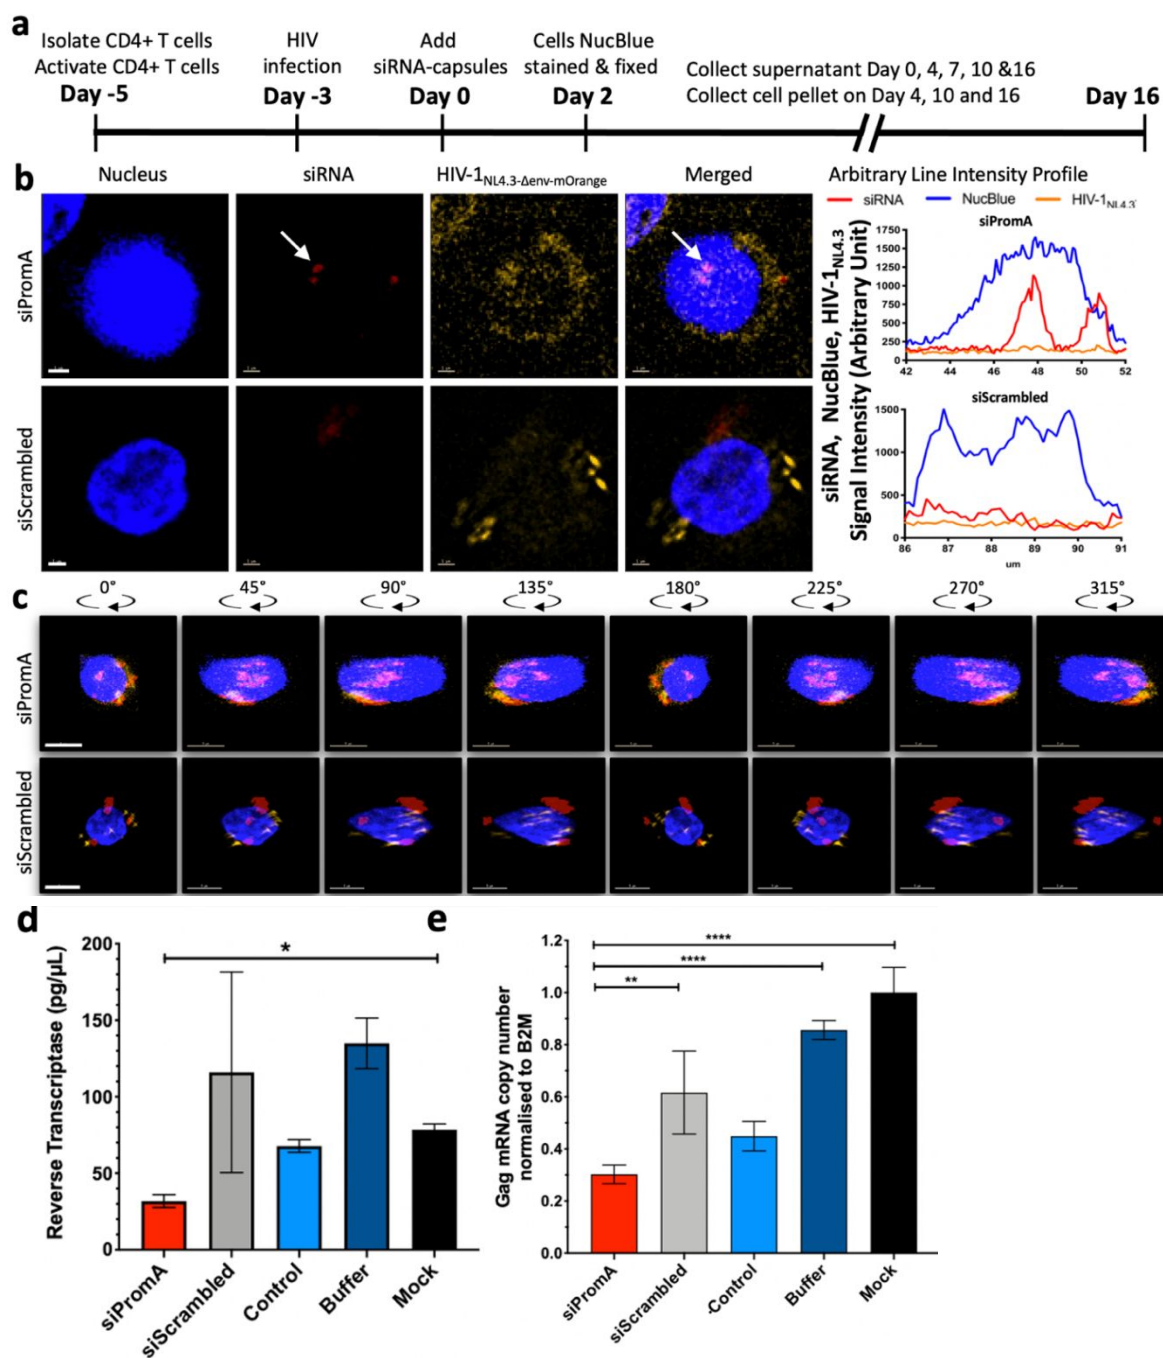 a
Isolate CD4+ T cells
Activate CD4+ T cells
Day -5
HIV
infection
Day -3
Add
siRNA-capsules
Day 0
Cells NucBlue
stained & fixed
Day 2
Collect supernatant Day 0, 4, 7, 10 &16
Collect cell pellet on Day 4, 10 and 16
Day 16
b
Nucleus
siRNA
HIV-1NL4.3-Δenv-mOrange
Merged
Arbitrary Line Intensity Profile
siRNA
NucBlue
HIV-1NL4.3
siPromA
siScrambled
siRNA, NucBlue, HIV-1NL4.3
Signal Intensity (Arbitrary Unit)
siPromA
1750
1500
1250
1000
750
500
250
0
42 44 46 48 50 52
siScrambled
1500
1000
500
0
86 87 88 89 90 91
um
c
0° 45° 90° 135° 180° 225° 270° 315°
siPromA
siScrambled
d
Reverse Transcriptase (pg/µL)
200
150
100
50
0
*
siPromA
siScrambled
Control
Buffer
Mock
e
Gag mRNA copy number
normalised to B2M
1.2
1.0
0.8
0.6
0.4
0.2
0.0
****
****
**
siPromA
siScrambled
-Control
Buffer
Mock